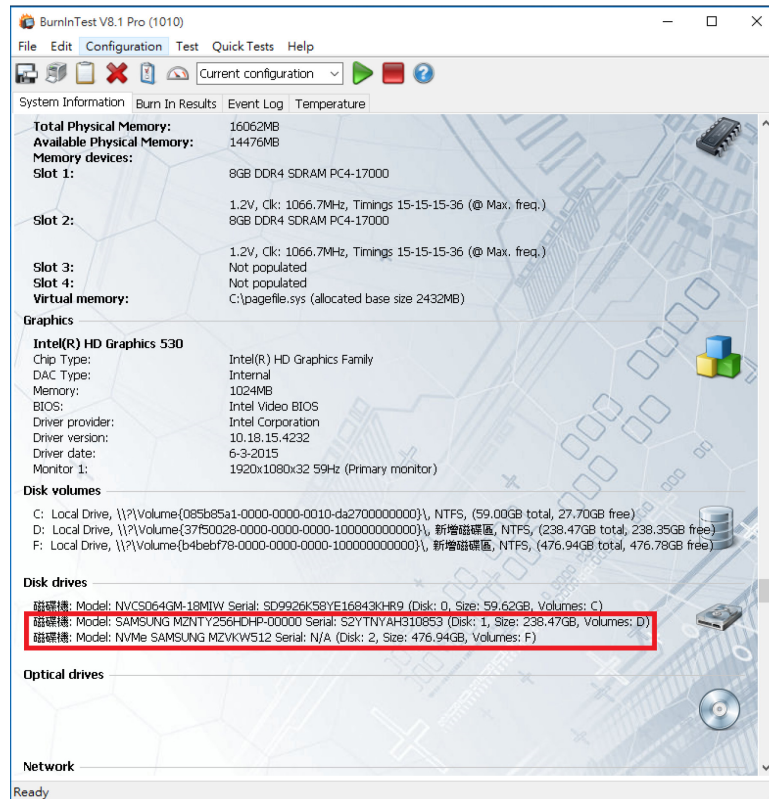 BurnInTest V8.1 Pro (1010)
File Edit Configuration Test Quick Tests Help
Current configuration
System Information Burn In Results Event Log Temperature
Total Physical Memory: 16062MB
Available Physical Memory: 14476MB
Memory devices:
Slot 1: 8GB DDR4 SDRAM PC4-17000
1.2V, Clk: 1066.7MHz, Timings 15-15-15-36 (@ Max. freq.)
Slot 2: 8GB DDR4 SDRAM PC4-17000
1.2V, Clk: 1066.7MHz, Timings 15-15-15-36 (@ Max. freq.)
Slot 3: Not populated
Slot 4: Not populated
Virtual memory: C:\pagefile.sys (allocated base size 2432MB)
Graphics
Intel(R) HD Graphics 530
Chip Type: Intel(R) HD Graphics Family
DAC Type: Internal
Memory: 1024MB
BIOS: Intel Video BIOS
Driver provider: Intel Corporation
Driver version: 10.18.15.4232
Driver date: 6-3-2015
Monitor 1: 1920x1080x32 59Hz (Primary monitor)
Disk volumes
C: Local Drive, \\?\Volume{085b85a1-0000-0000-0010-da2700000000}\, NTFS, (59.00GB total, 27.70GB free)
D: Local Drive, \\?\Volume{37f50028-0000-0000-0000-100000000000}\, 新增磁碟區, NTFS, (238.47GB total, 238.35GB free)
F: Local Drive, \\?\Volume{b4bebf78-0000-0000-0000-100000000000}\, 新增磁碟區, NTFS, (476.94GB total, 476.78GB free)
Disk drives
磁碟機: Model: NVCS064GM-18MIW Serial: SD9926K58YE16843KHR9 (Disk: 0, Size: 59.62GB, Volumes: C)
磁碟機: Model: SAMSUNG MZNTY256HDHP-00000 Serial: S2YTNYAH310853 (Disk: 1, Size: 238.47GB, Volumes: D)
磁碟機: Model: NVMe SAMSUNG MZVKW512 Serial: N/A (Disk: 2, Size: 476.94GB, Volumes: F)
Optical drives
Network
Ready